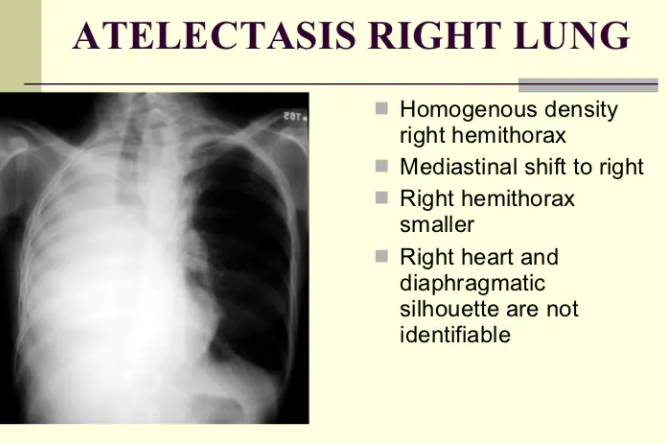 ATELECTASIS RIGHT LUNG
Homogenous density
right hemithorax
Mediastinal shift to right
Right hemithorax
smaller
Right heart and
diaphragmatic
silhouette are not
identifiable